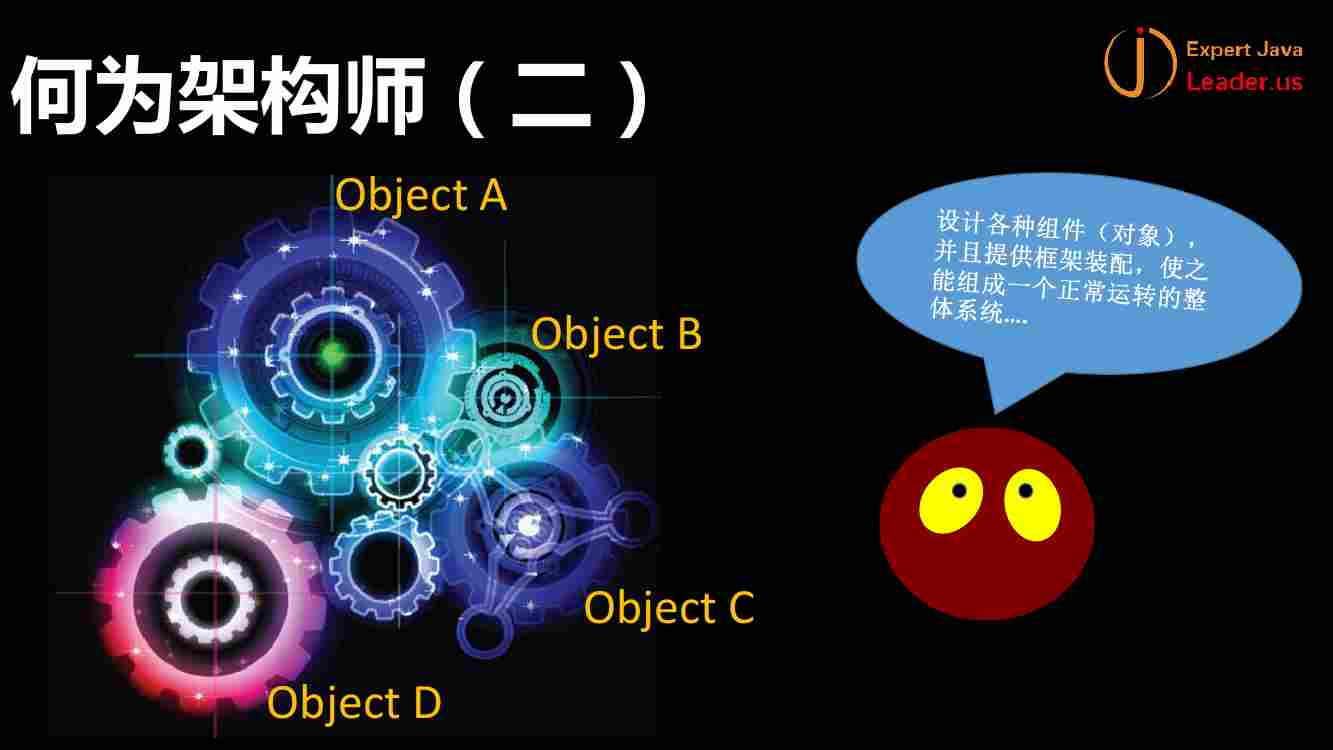 何为架构师（二）
Expert Java
Leader.us
Object A
设计各种组件（对象），
并且提供框架装配，使之
能组成一个正常运转的整
体系统....
Object B
Object C
Object D